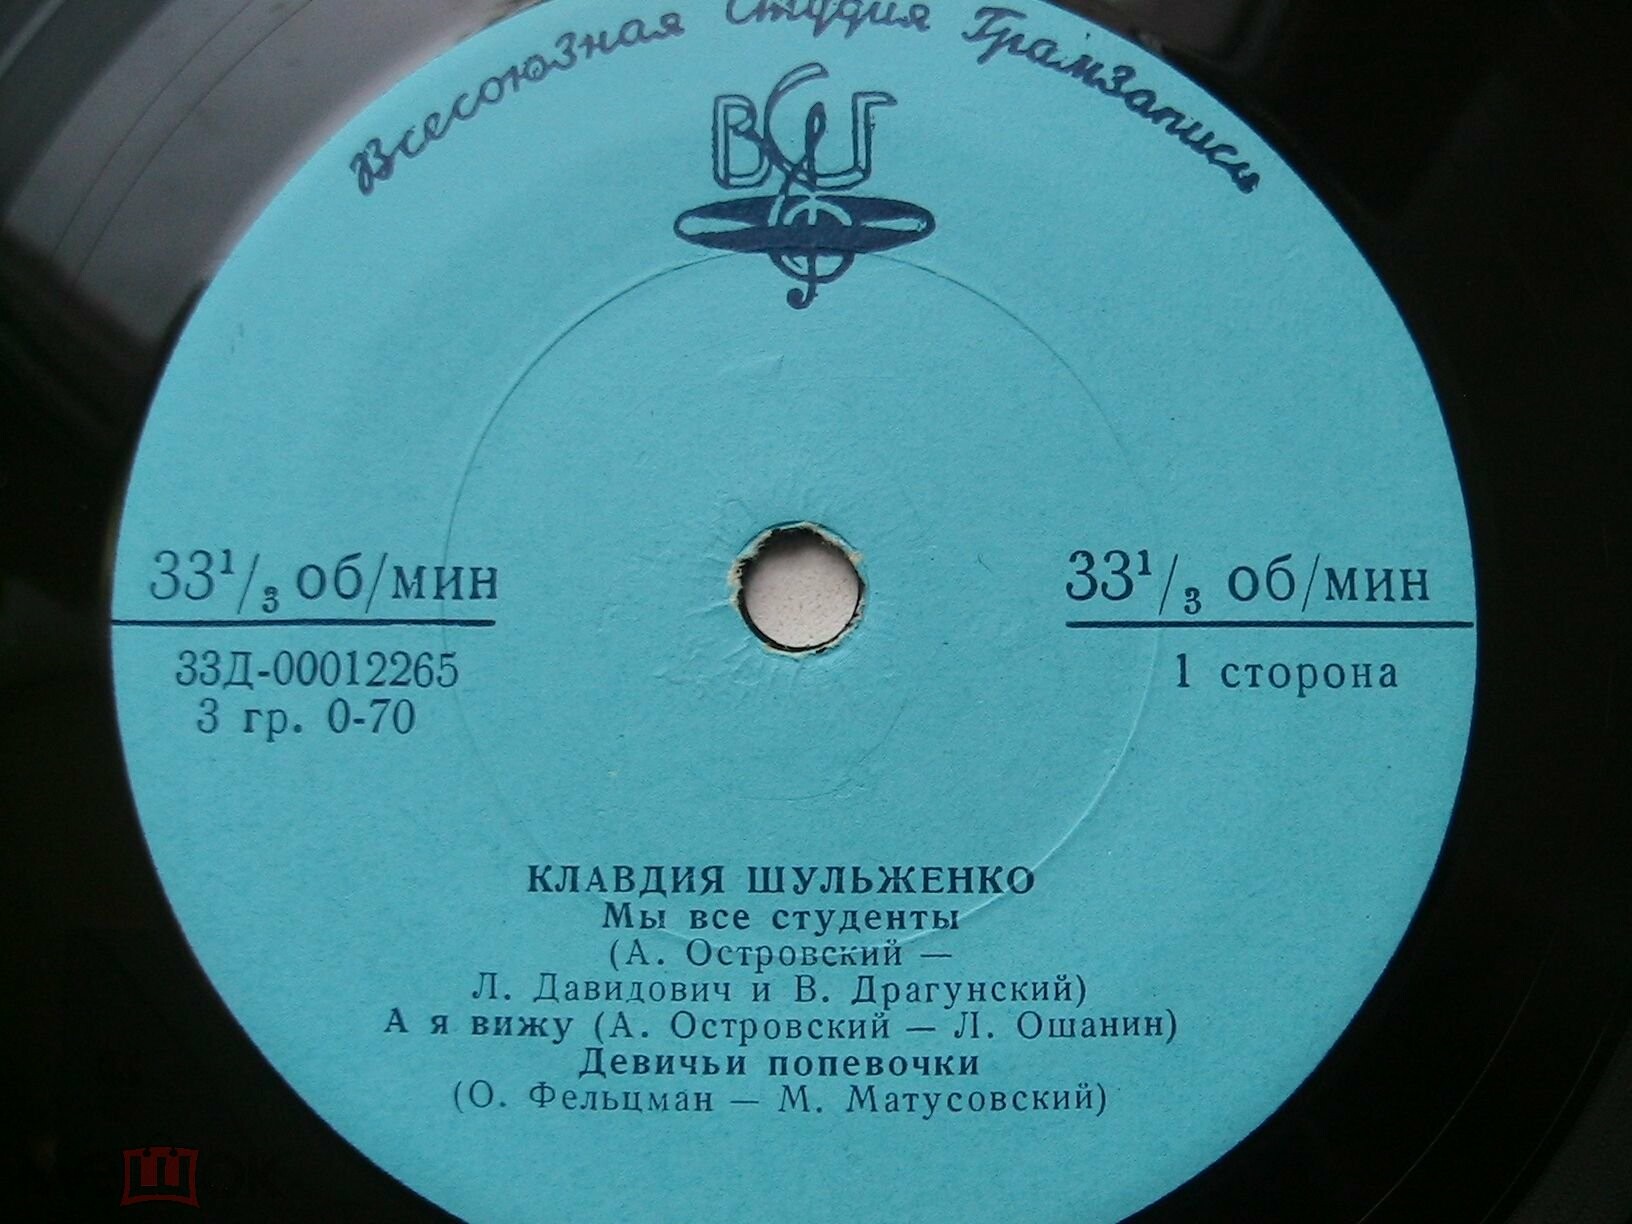 Всесоюзная Студия Грамзаписи
ВСГ
33¹/₃ об/мин
33Д-00012265
3 гр. 0-70
33¹/₃ об/мин
1 сторона
КЛАВДИЯ ШУЛЬЖЕНКО
Мы все студенты
(А. Островский —
Л. Давидович и В. Драгунский)
А я вижу (А. Островский — Л. Ошанин)
Девичьи попевочки
(О. Фельцман — М. Матусовский)